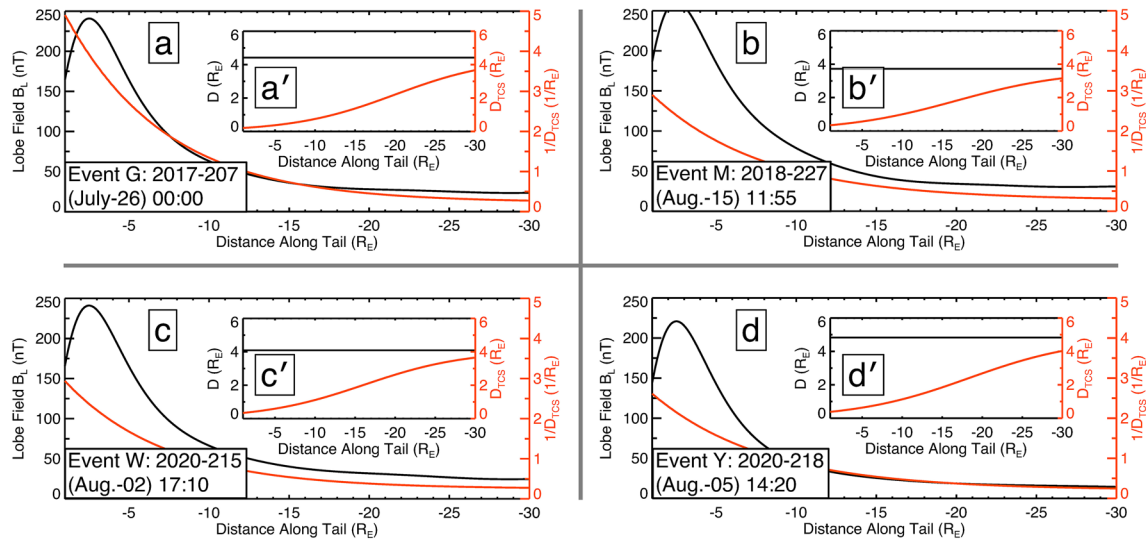 250
200
150
100
50
0
Lobe Field B_L (nT)
a
6
4
2
0
D (R_E)
a'
-5 -10 -15 -20 -25 -30
Distance Along Tail (R_E)
6
4
2
0
D_TCS (R_E)
5
4
3
2
1
0
1/D_TCS (1/R_E)
Event G: 2017-207
(July-26) 00:00
-5 -10 -15 -20 -25 -30
Distance Along Tail (R_E)
250
200
150
100
50
0
Lobe Field B_L (nT)
b
6
4
2
0
D (R_E)
b'
-5 -10 -15 -20 -25 -30
Distance Along Tail (R_E)
6
4
2
0
D_TCS (R_E)
5
4
3
2
1
0
1/D_TCS (1/R_E)
Event M: 2018-227
(Aug.-15) 11:55
-5 -10 -15 -20 -25 -30
Distance Along Tail (R_E)
250
200
150
100
50
0
Lobe Field B_L (nT)
c
6
4
2
0
D (R_E)
c'
-5 -10 -15 -20 -25 -30
Distance Along Tail (R_E)
6
4
2
0
D_TCS (R_E)
5
4
3
2
1
0
1/D_TCS (1/R_E)
Event W: 2020-215
(Aug.-02) 17:10
-5 -10 -15 -20 -25 -30
Distance Along Tail (R_E)
250
200
150
100
50
0
Lobe Field B_L (nT)
d
6
4
2
0
D (R_E)
d'
-5 -10 -15 -20 -25 -30
Distance Along Tail (R_E)
6
4
2
0
D_TCS (R_E)
5
4
3
2
1
0
1/D_TCS (1/R_E)
Event Y: 2020-218
(Aug.-05) 14:20
-5 -10 -15 -20 -25 -30
Distance Along Tail (R_E)